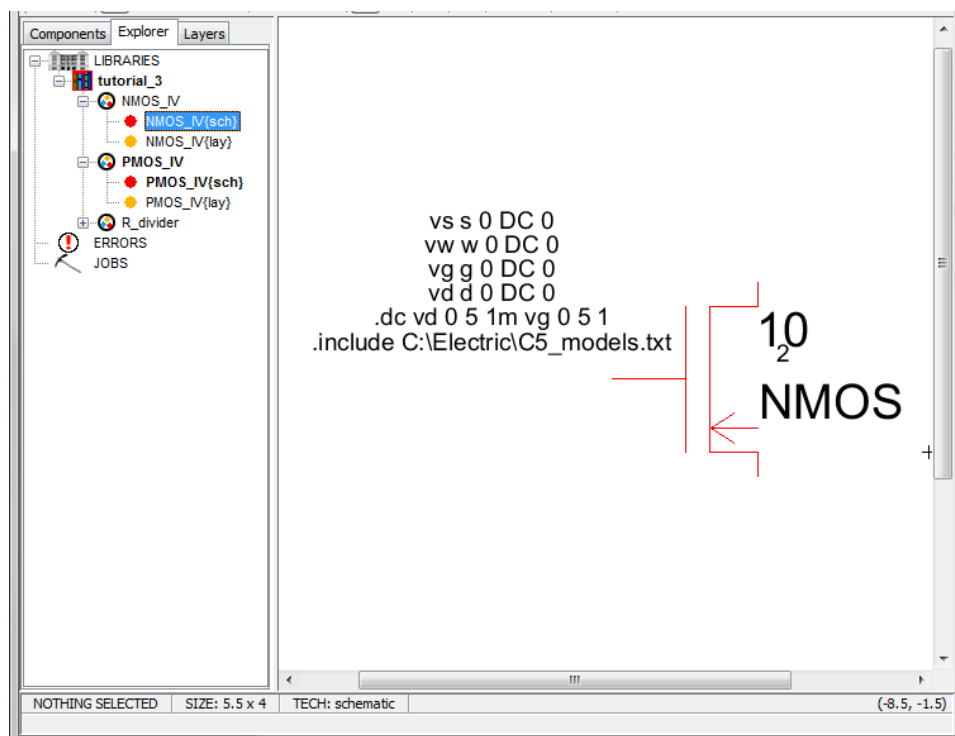 Components Explorer Layers
LIBRARIES
tutorial_3
NMOS_IV
NMOS_IV{sch}
NMOS_IV{lay}
PMOS_IV
PMOS_IV{sch}
PMOS_IV{lay}
R_divider
ERRORS
JOBS
vs s 0 DC 0
vw w 0 DC 0
vg g 0 DC 0
vd d 0 DC 0
.dc vd 0 5 1m vg 0 5 1
.include C:\Electric\C5_models.txt
10
2
NMOS
NOTHING SELECTED SIZE: 5.5 x 4 TECH: schematic (-8.5, -1.5)